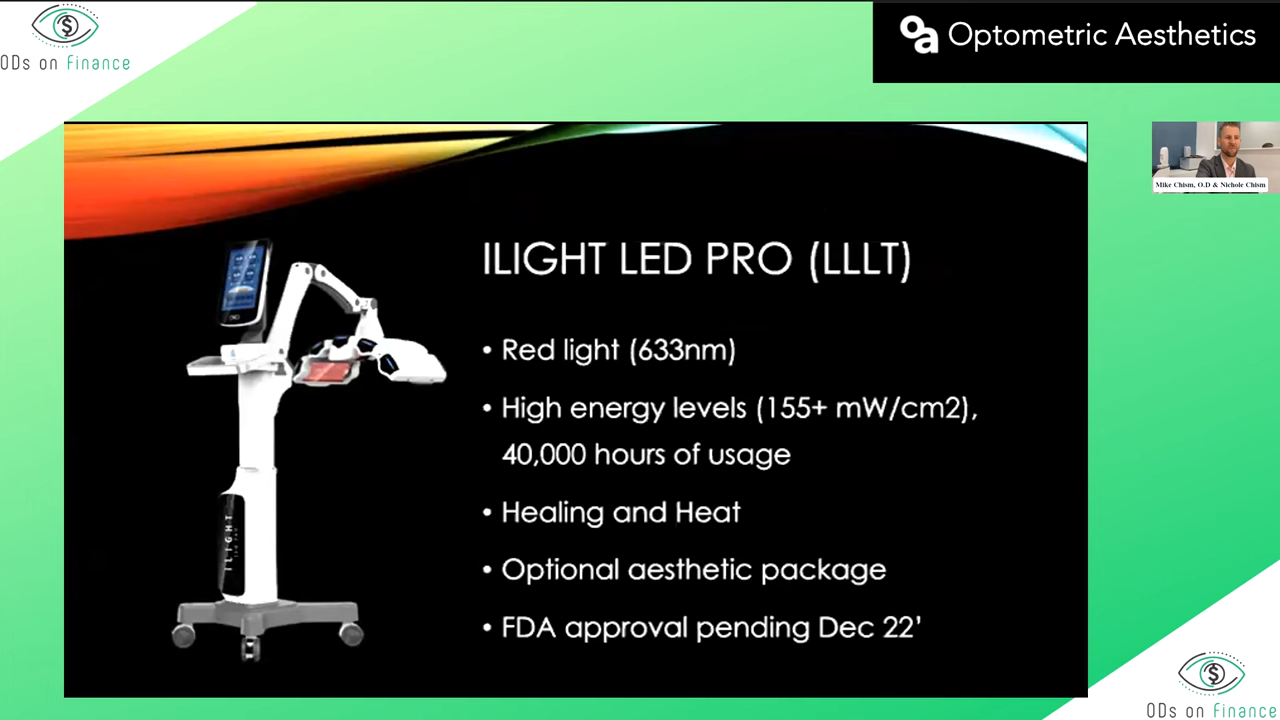 ODs on Finance
oa Optometric Aesthetics
Mike Chism, O.D & Nichole Chism
ILIGHT LED PRO (LLLT)
• Red light (633nm)
• High energy levels (155+ mW/cm2),
40,000 hours of usage
• Healing and Heat
• Optional aesthetic package
• FDA approval pending Dec 22’
ILIGHT
ODs on Finance